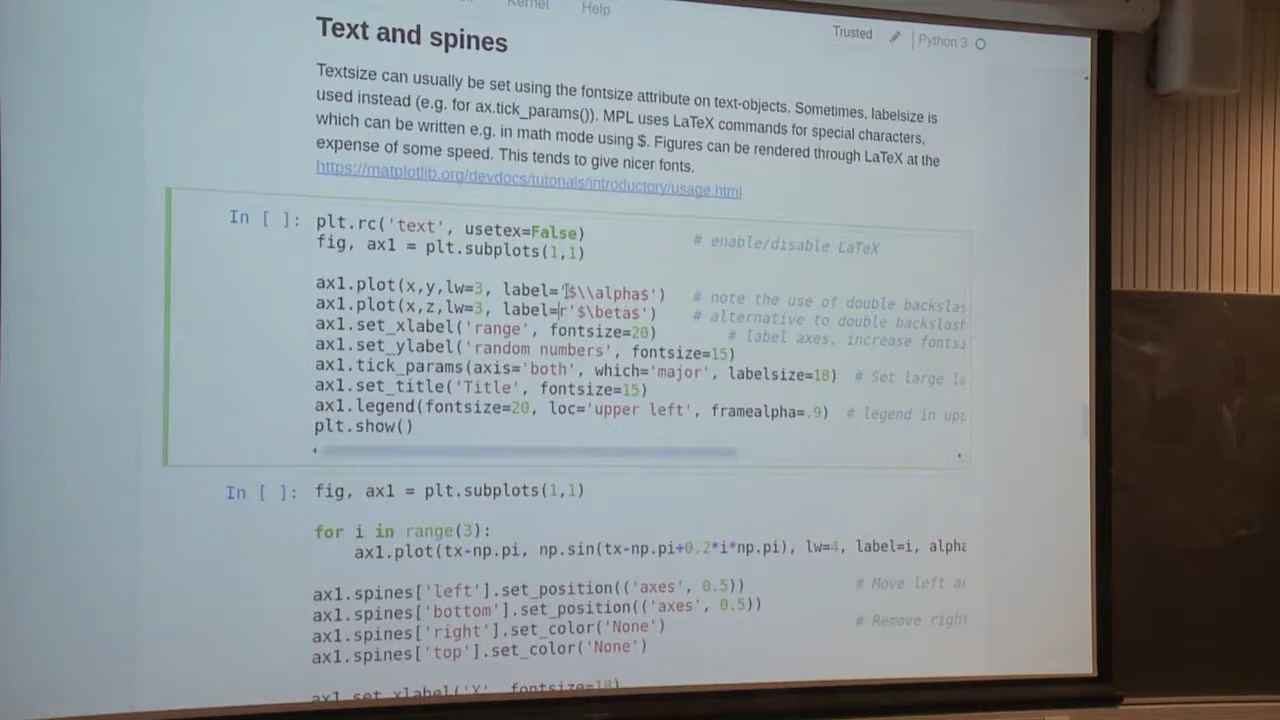 Kernel Help
Trusted Python 3
Text and spines
Textsize can usually be set using the fontsize attribute on text-objects. Sometimes, labelsize is
used instead (e.g. for ax.tick_params()). MPL uses LaTeX commands for special characters,
which can be written e.g. in math mode using $. Figures can be rendered through LaTeX at the
expense of some speed. This tends to give nicer fonts.
https://matplotlib.org/devdocs/tutorials/introductory/usage.html
In [ ]: plt.rc('text', usetex=False) # enable/disable LaTeX
fig, ax1 = plt.subplots(1,1)
ax1.plot(x,y,lw=3, label='$\\alpha$') # note the use of double
ax1.plot(x,z,lw=3, label=r'$\beta$') # alternative to double
ax1.set_xlabel('range', fontsize=20) # label axes, increase
ax1.set_ylabel('random numbers', fontsize=15)
ax1.tick_params(axis='both', which='major', labelsize=18) # Set large
ax1.set_title('Title', fontsize=15)
ax1.legend(fontsize=20, loc='upper left', framealpha=.9) # legend in
plt.show()
In [ ]: fig, ax1 = plt.subplots(1,1)
for i in range(3):
ax1.plot(tx-np.pi, np.sin(tx-np.pi+0.2*i*np.pi), lw=4, label=i, alpha
ax1.spines['left'].set_position(('axes', 0.5)) # Move left
ax1.spines['bottom'].set_position(('axes', 0.5))
ax1.spines['right'].set_color('None') # Remove right
ax1.spines['top'].set_color('None')
ax1.set_xlabel('X', fontsize=18)